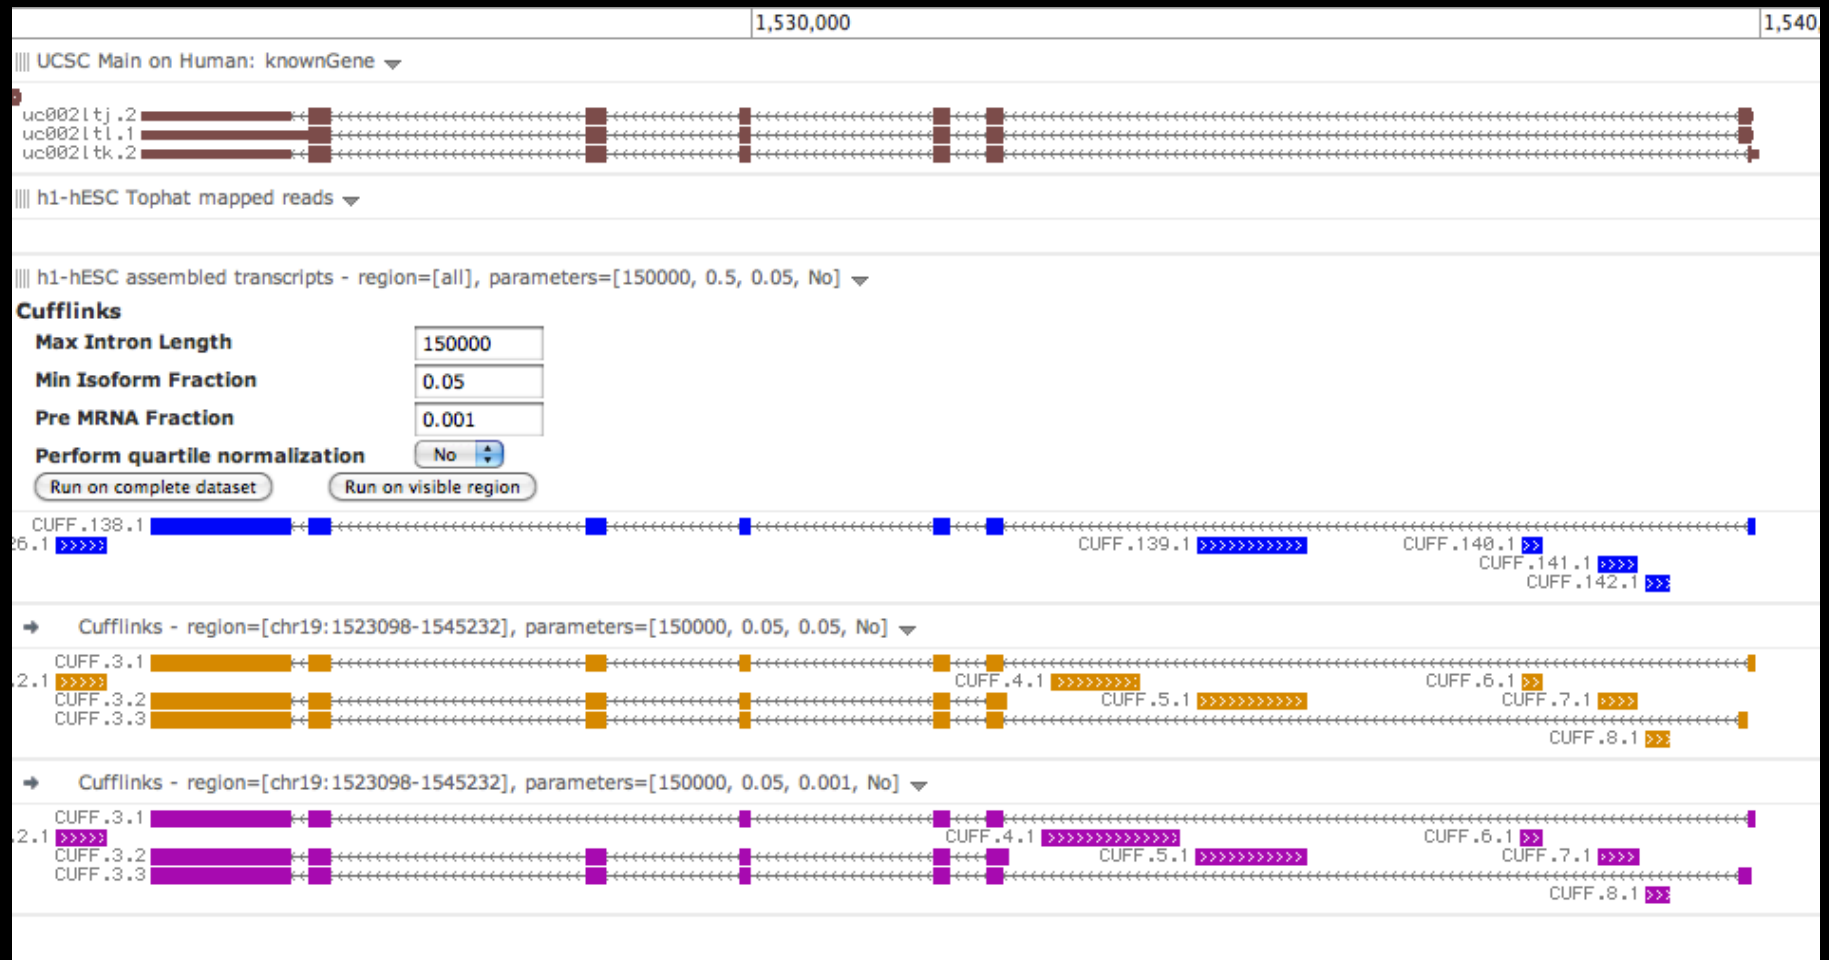 1,530,000 1,540,
UCSC Main on Human: knownGene
uc002ltj.2
uc002ltl.1
uc002ltk.2
h1-hESC Tophat mapped reads
h1-hESC assembled transcripts - region=[all], parameters=[150000, 0.5, 0.05, No]
Cufflinks
Max Intron Length 150000
Min Isoform Fraction 0.05
Pre MRNA Fraction 0.001
Perform quartile normalization No
Run on complete dataset Run on visible region
CUFF.138.1
26.1 CUFF.139.1 CUFF.140.1
CUFF.141.1
CUFF.142.1
Cufflinks - region=[chr19:1523098-1545232], parameters=[150000, 0.05, 0.05, No]
CUFF.3.1
.2.1 CUFF.4.1 CUFF.6.1
CUFF.3.2 CUFF.5.1 CUFF.7.1
CUFF.3.3
CUFF.8.1
Cufflinks - region=[chr19:1523098-1545232], parameters=[150000, 0.05, 0.001, No]
CUFF.3.1
.2.1 CUFF.4.1 CUFF.6.1
CUFF.3.2 CUFF.5.1 CUFF.7.1
CUFF.3.3
CUFF.8.1